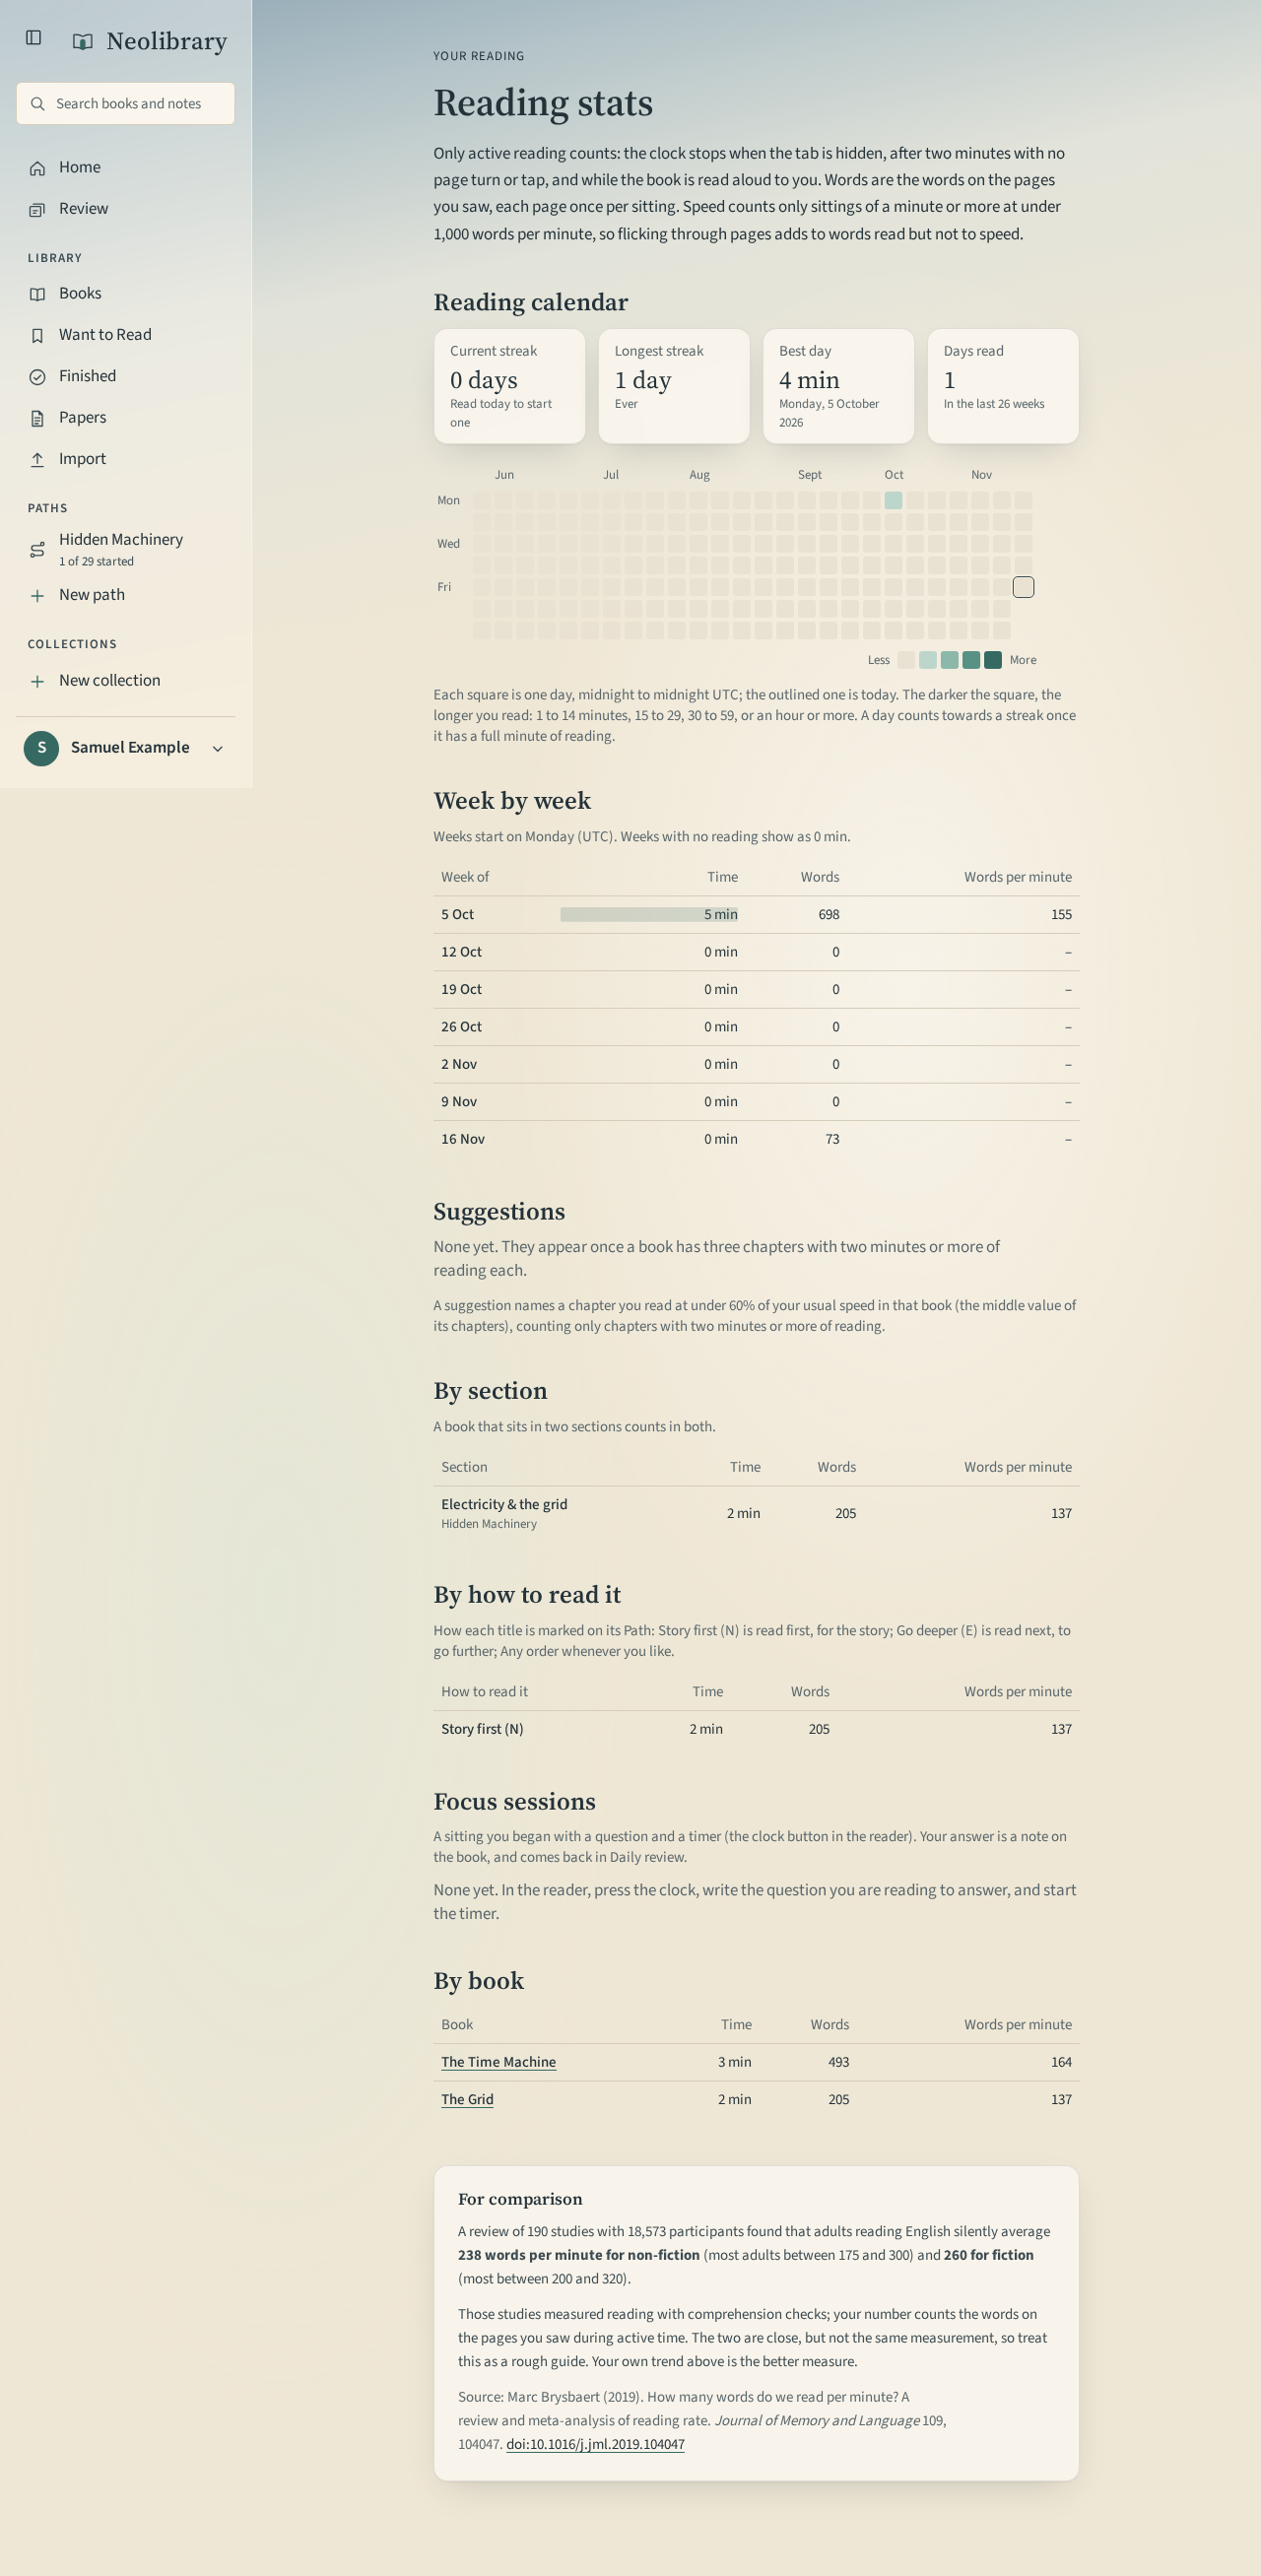 Neolibrary
Search books and notes
Home
Review
LIBRARY
Books
Want to Read
Finished
Papers
Import
PATHS
Hidden Machinery
1 of 29 started
New path
COLLECTIONS
New collection
S Samuel Example
YOUR READING
Reading stats
Only active reading counts: the clock stops when the tab is hidden, after two minutes with no
page turn or tap, and while the book is read aloud to you. Words are the words on the pages
you saw, each page once per sitting. Speed counts only sittings of a minute or more at under
1,000 words per minute, so flicking through pages adds to words read but not to speed.
Reading calendar
Current streak
0 days
Read today to start
one
Longest streak
1 day
Ever
Best day
4 min
Monday, 5 October
2026
Days read
1
In the last 26 weeks
Jun Jul Aug Sept Oct Nov
Mon
Wed
Fri
Less More
Each square is one day, midnight to midnight UTC; the outlined one is today. The darker the square, the
longer you read: 1 to 14 minutes, 15 to 29, 30 to 59, or an hour or more. A day counts towards a streak once
it has a full minute of reading.
Week by week
Weeks start on Monday (UTC). Weeks with no reading show as 0 min.
Week of Time Words Words per minute
5 Oct 5 min 698 155
12 Oct 0 min 0 –
19 Oct 0 min 0 –
26 Oct 0 min 0 –
2 Nov 0 min 0 –
9 Nov 0 min 0 –
16 Nov 0 min 73 –
Suggestions
None yet. They appear once a book has three chapters with two minutes or more of
reading each.
A suggestion names a chapter you read at under 60% of your usual speed in that book (the middle value of
its chapters), counting only chapters with two minutes or more of reading.
By section
A book that sits in two sections counts in both.
Section Time Words Words per minute
Electricity & the grid 2 min 205 137
Hidden Machinery
By how to read it
How each title is marked on its Path: Story first (N) is read first, for the story; Go deeper (E) is read next, to
go further; Any order whenever you like.
How to read it Time Words Words per minute
Story first (N) 2 min 205 137
Focus sessions
A sitting you began with a question and a timer (the clock button in the reader). Your answer is a note on
the book, and comes back in Daily review.
None yet. In the reader, press the clock, write the question you are reading to answer, and start
the timer.
By book
Book Time Words Words per minute
The Time Machine 3 min 493 164
The Grid 2 min 205 137
For comparison
A review of 190 studies with 18,573 participants found that adults reading English silently average
238 words per minute for non-fiction (most adults between 175 and 300) and 260 for fiction
(most between 200 and 320).
Those studies measured reading with comprehension checks; your number counts the words on
the pages you saw during active time. The two are close, but not the same measurement, so treat
this as a rough guide. Your own trend above is the better measure.
Source: Marc Brysbaert (2019). How many words do we read per minute? A
review and meta-analysis of reading rate. Journal of Memory and Language 109,
104047. doi:10.1016/j.jml.2019.104047